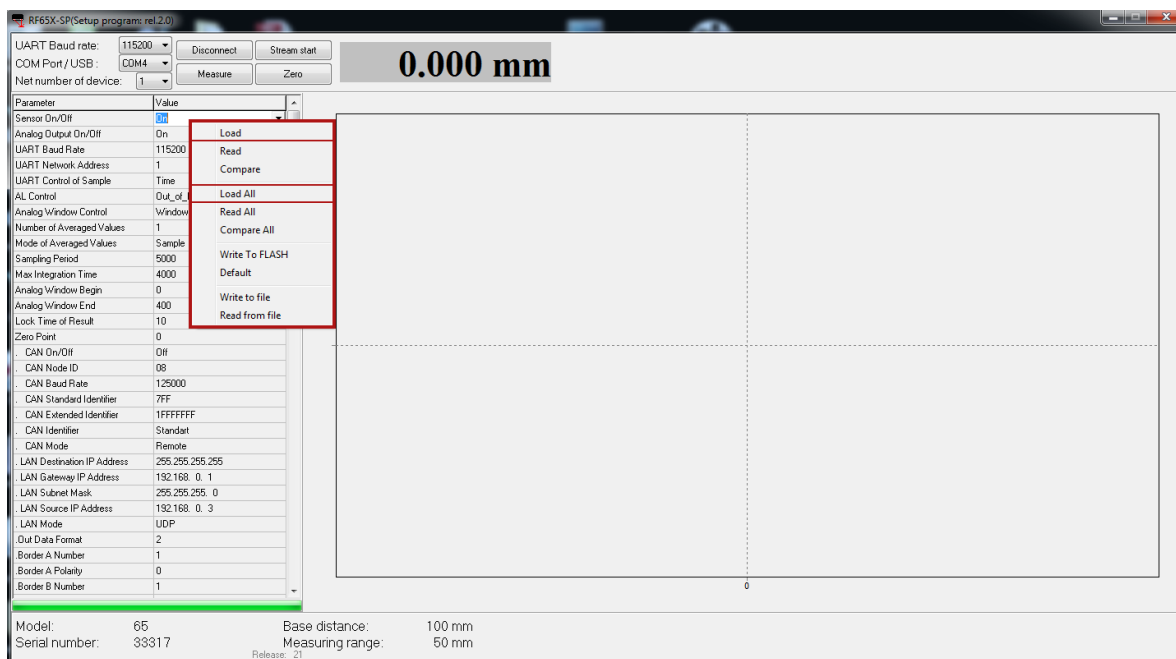 RF65X-SP(Setup program: rel.2.0)
UART Baud rate: 115200 Disconnect Stream start
COM Port / USB : COM4
Net number of device: 1 Measure Zero
0.000 mm
Parameter Value
Sensor On/Off On
Analog Output On/Off On
UART Baud Rate 115200
UART Network Address 1
UART Control of Sample Time
AL Control
Analog Window Control Window
Number of Averaged Values 1
Mode of Averaged Values Sample
Sampling Period 5000
Max Integration Time 4000
Analog Window Begin 0
Analog Window End 400
Lock Time of Result 10
Zero Point 0
. CAN On/Off Off
. CAN Node ID 08
. CAN Baud Rate 125000
. CAN Standard Identifier 7FF
. CAN Extended Identifier 1FFFFFFF
. CAN Identifier Standart
. CAN Mode Remote
. LAN Destination IP Address 255.255.255.255
. LAN Gateway IP Address 192.168. 0. 1
. LAN Subnet Mask 255.255.255. 0
. LAN Source IP Address 192.168. 0. 3
. LAN Mode UDP
.Out Data Format 2
.Border A Number 1
.Border A Polarity 0
.Border B Number 1
Load
Read
Compare
Load All
Read All
Compare All
Write To FLASH
Default
Write to file
Read from file
0
Model: 65 Base distance: 100 mm
Serial number: 33317 Measuring range: 50 mm
Release: 21